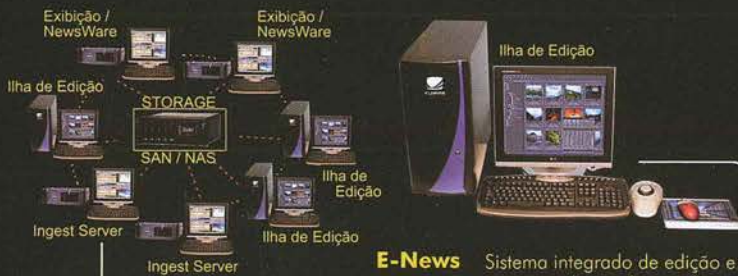 Exibição /
NewsWare
Exibição /
NewsWare
Ilha de Edição
STORAGE
SAN / NAS
Ilha de
Edição
Ingest Server
Ingest Server
Ilha de Edição
Ilha de Edição
E-News Sistema integrado de edição e